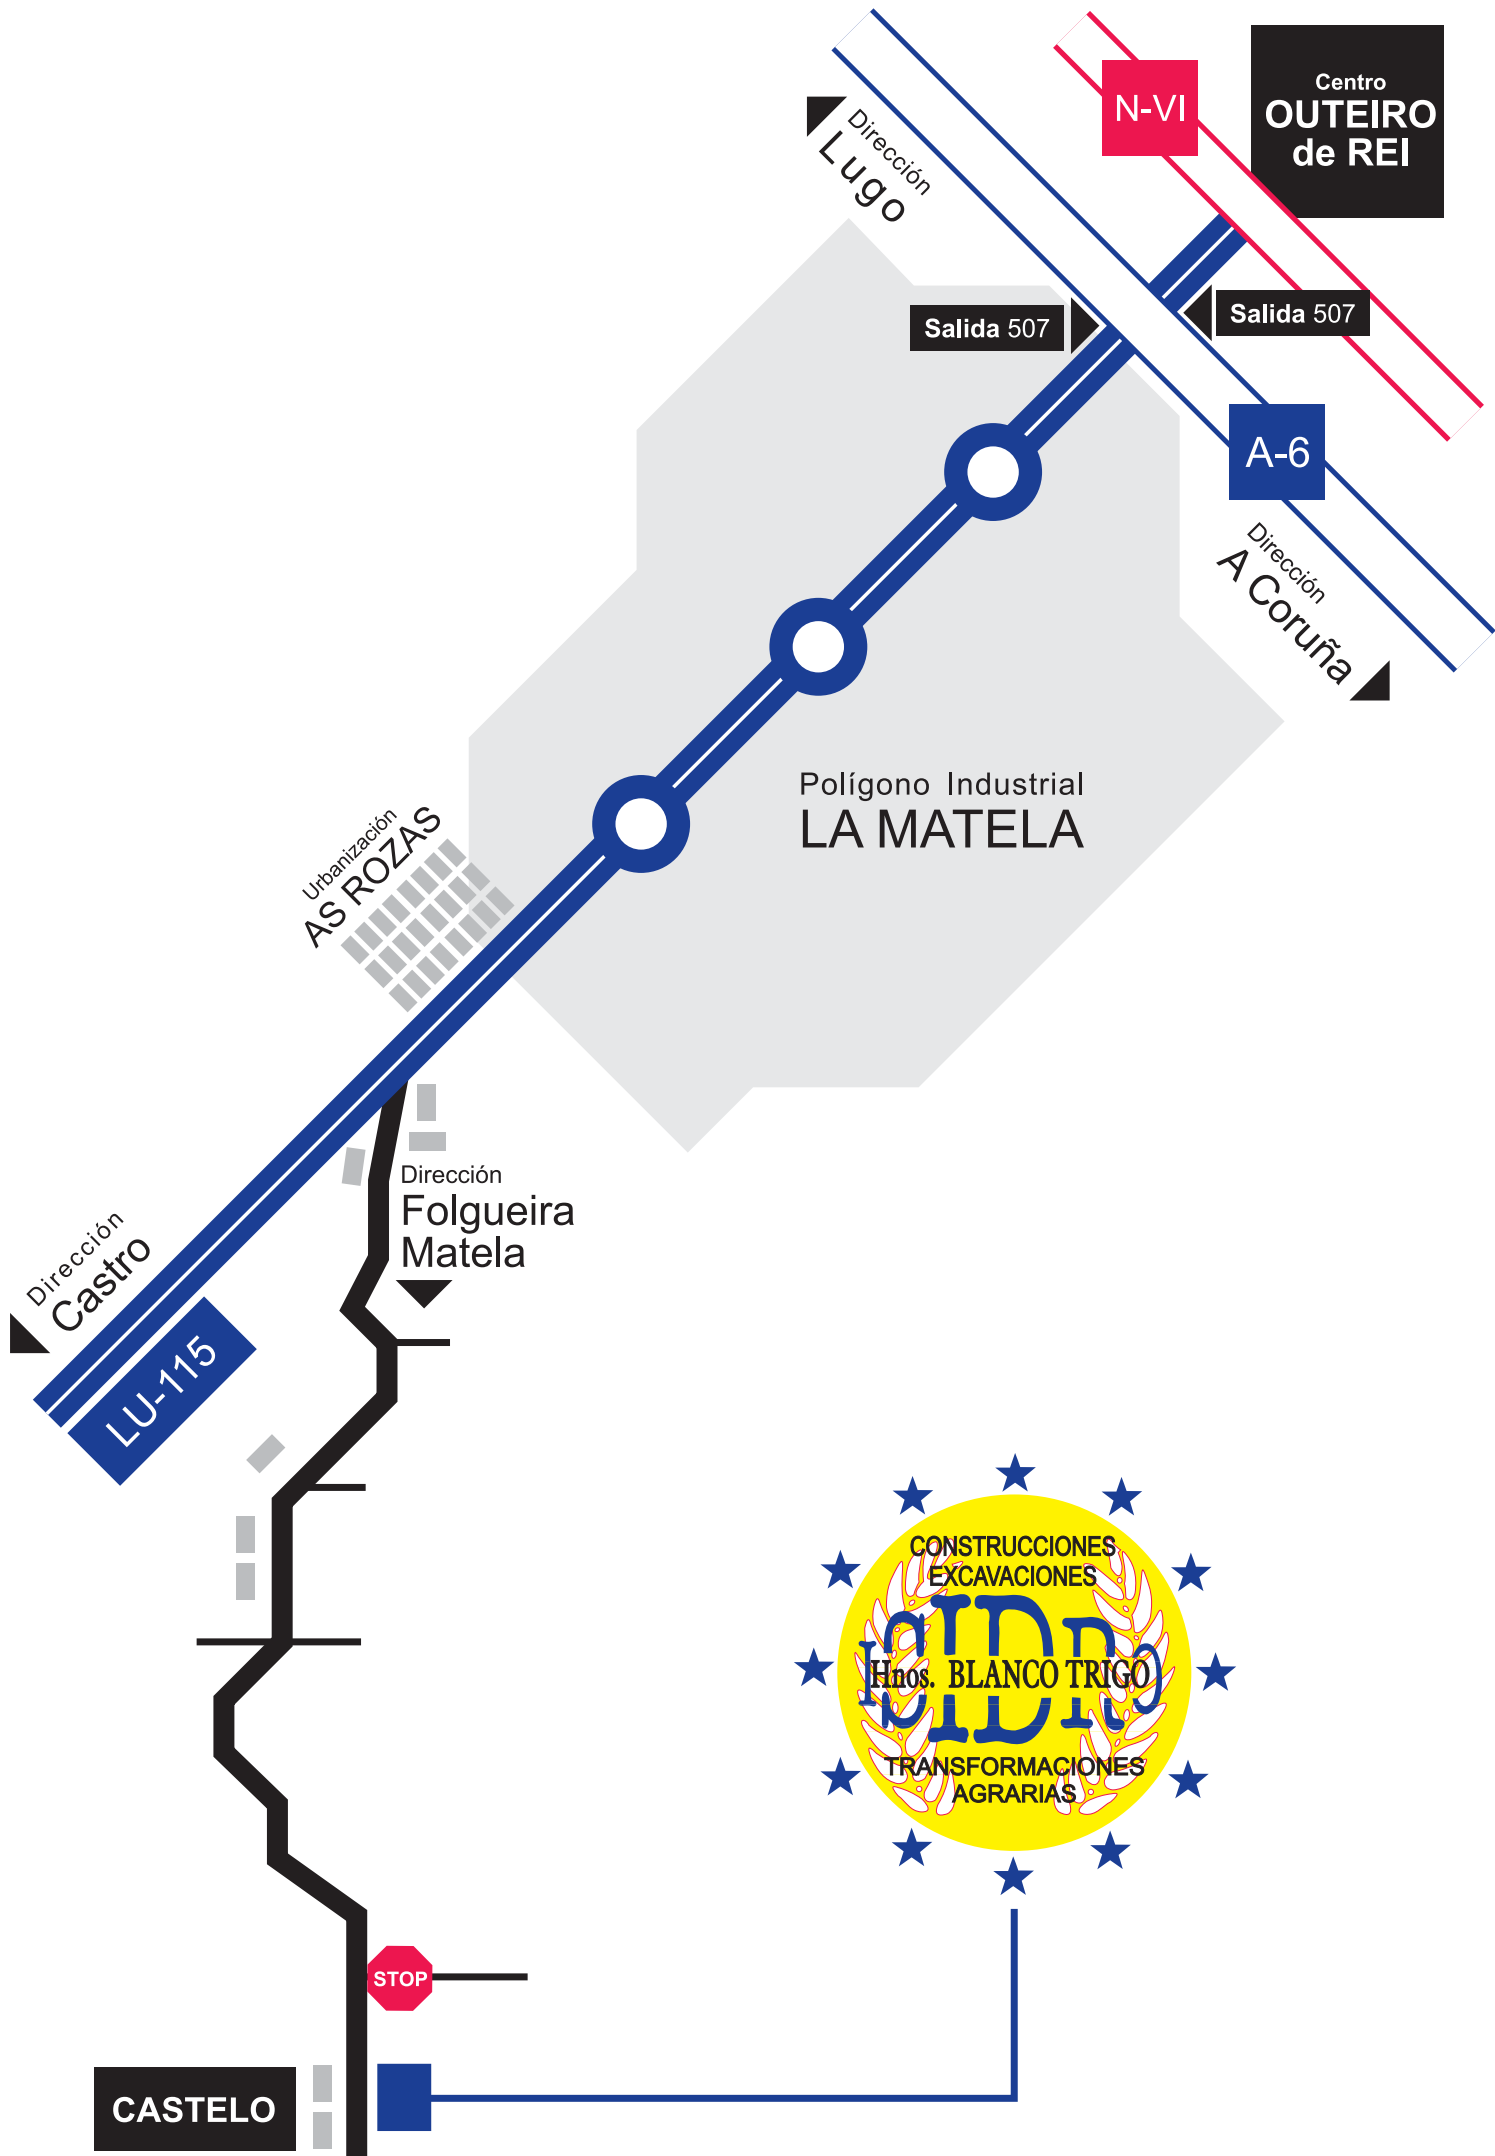 N-VI
Centro
OUTEIRO
de REI
Dirección
Lugo
Salida 507
Salida 507
A-6
Dirección
A Coruña
Polígono Industrial
LA MATELA
Urbanización
AS ROZAS
Dirección
Folgueira
Matela
Dirección
Castro
LU-115
CONSTRUCCIONES
EXCAVACIONES
ISIDRO
Hnos. BLANCO TRIGO
TRANSFORMACIONES
AGRARIAS
STOP
CASTELO